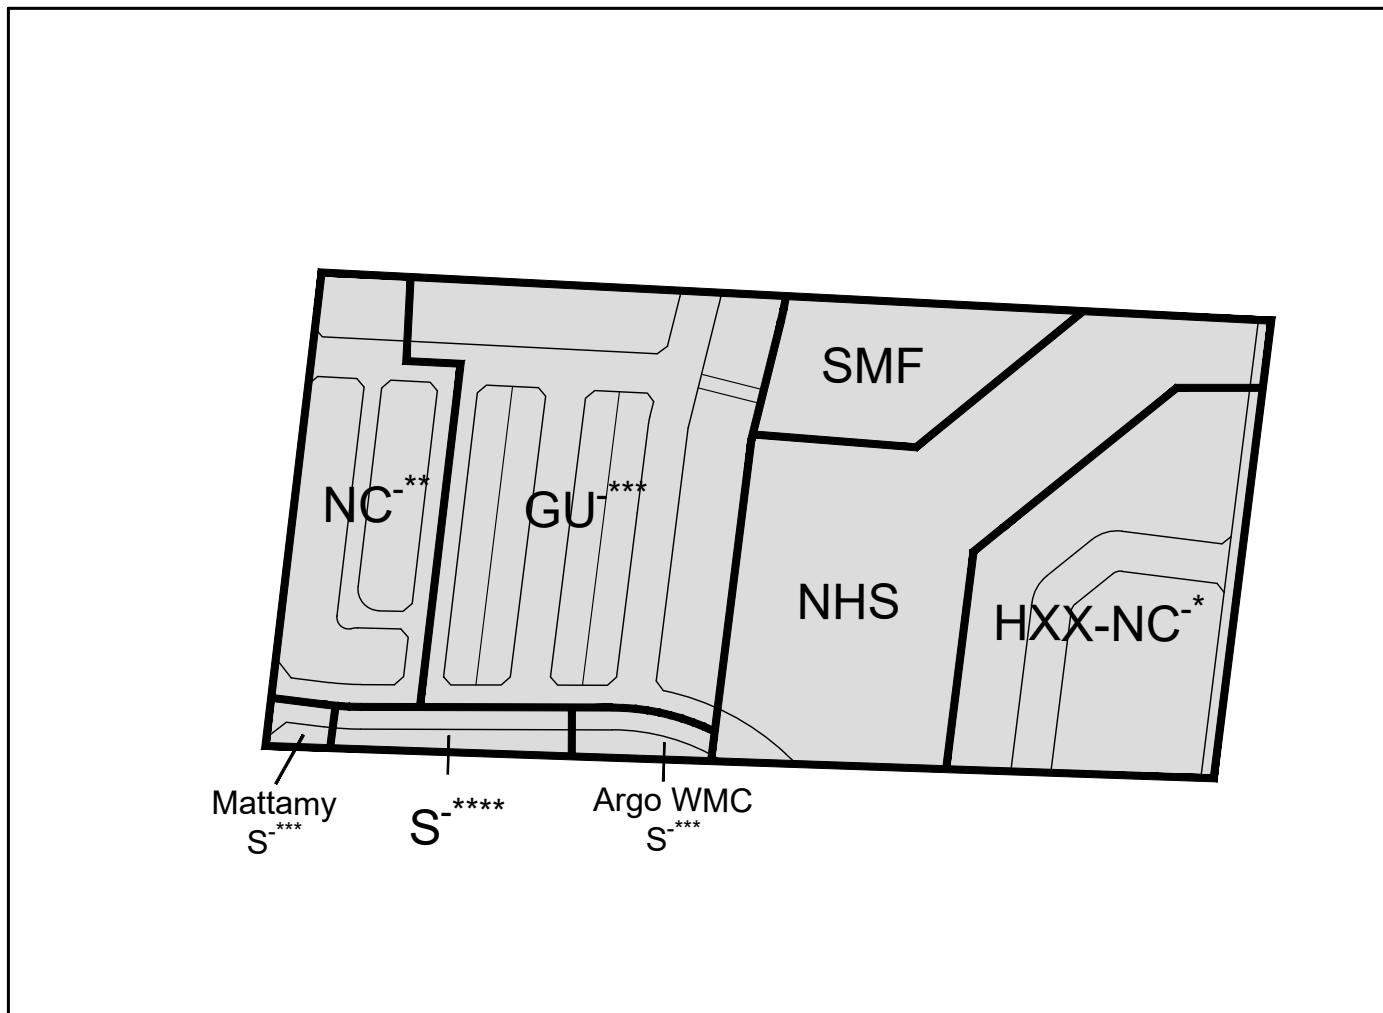 SMF
NC-**
GU-***
NHS
HXX-NC-*
Mattamy
S-***
S-****
Argo WMC
S-***